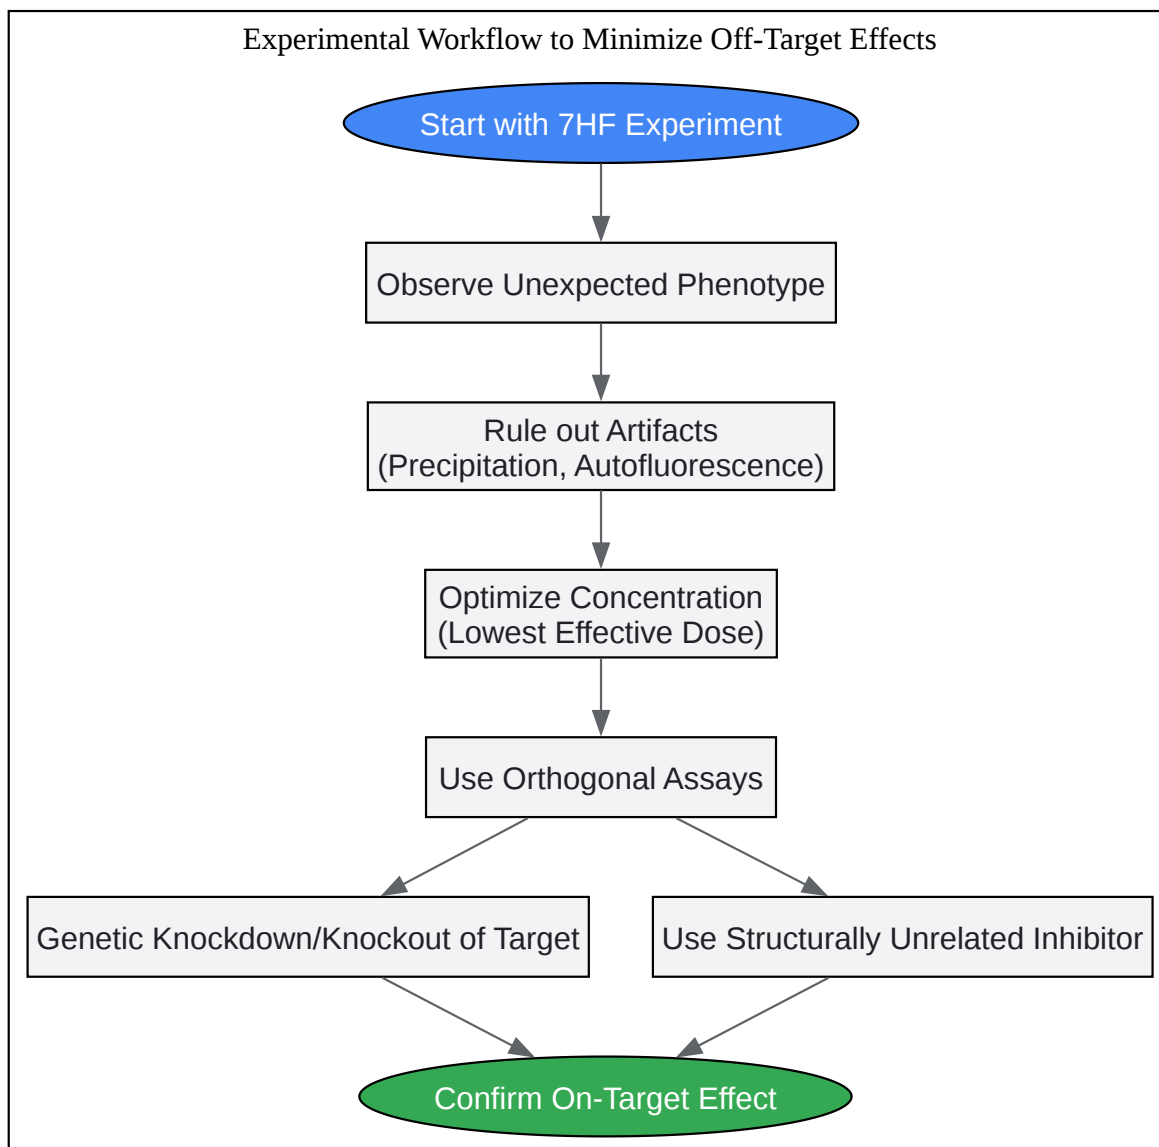 Experimental Workflow to Minimize Off-Target Effects
Start with 7HF Experiment
Observe Unexpected Phenotype
Rule out Artifacts
(Precipitation, Autofluorescence)
Optimize Concentration
(Lowest Effective Dose)
Use Orthogonal Assays
Genetic Knockdown/Knockout of Target
Use Structurally Unrelated Inhibitor
Confirm On-Target Effect